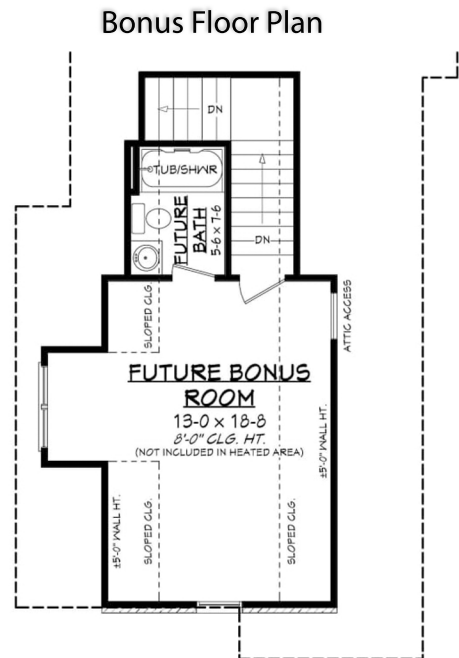 Bonus Floor Plan
DN
TUB/SHWR
FUTURE
BATH
5-6 x 7-6
DN
SLOPED CLG.
ATTIC ACCESS
FUTURE BONUS
ROOM
13-0 x 18-8
8'-0" CLG. HT.
(NOT INCLUDED IN HEATED AREA)
±5'-0" WALL HT.
±5'-0" WALL HT.
SLOPED CLG.
SLOPED CLG.